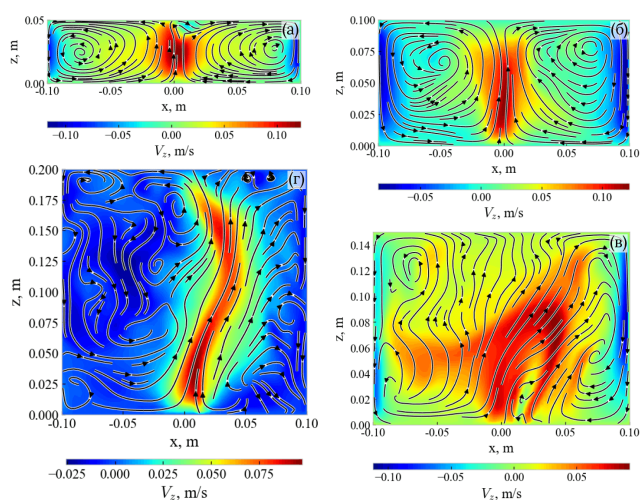 (а)
z, m
0.05
0.00
-0.10 -0.05 0.00 0.05 0.10
x, m
-0.10 -0.05 0.00 0.05 0.10
V_z, m/s
(б)
z, m
0.100
0.075
0.050
0.025
0.000
-0.10 -0.05 0.00 0.05 0.10
x, m
-0.05 0.00 0.05 0.10
V_z, m/s
(г)
z, m
0.200
0.175
0.150
0.125
0.100
0.075
0.050
0.025
0.000
-0.10 -0.05 0.00 0.05 0.10
x, m
-0.025 0.000 0.025 0.050 0.075
V_z, m/s
(в)
z, m
0.14
0.12
0.10
0.08
0.06
0.04
0.02
0.00
-0.10 -0.05 0.00 0.05 0.10
x, m
-0.10 -0.05 0.00 0.05
V_z, m/s